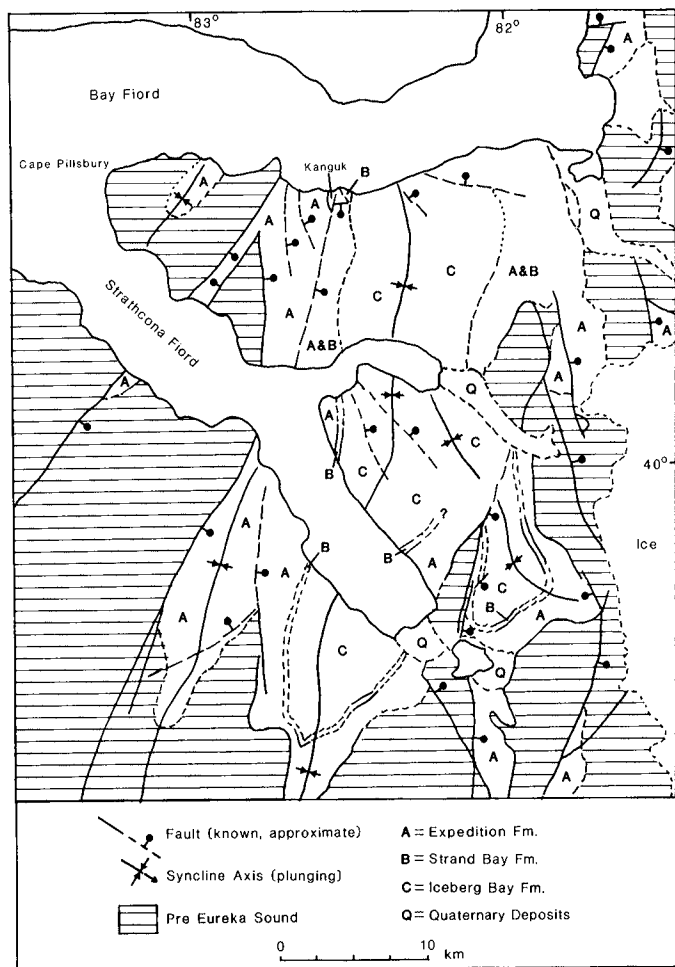 83°
82°
A
Bay Fiord
Cape Pillsbury
Kanguk
B
A
A
A
Q
C
C
A&B
A
A
A
Strathcona Fiord
A&B
A
Q
A
C
40°
B
C
C
?
Ice
B
B
A
A
C
A
B
A
C
Q
Q
A
A
Fault (known, approximate)
Syncline Axis (plunging)
Pre Eureka Sound
A = Expedition Fm.
B = Strand Bay Fm.
C = Iceberg Bay Fm.
Q = Quaternary Deposits
0 10
km